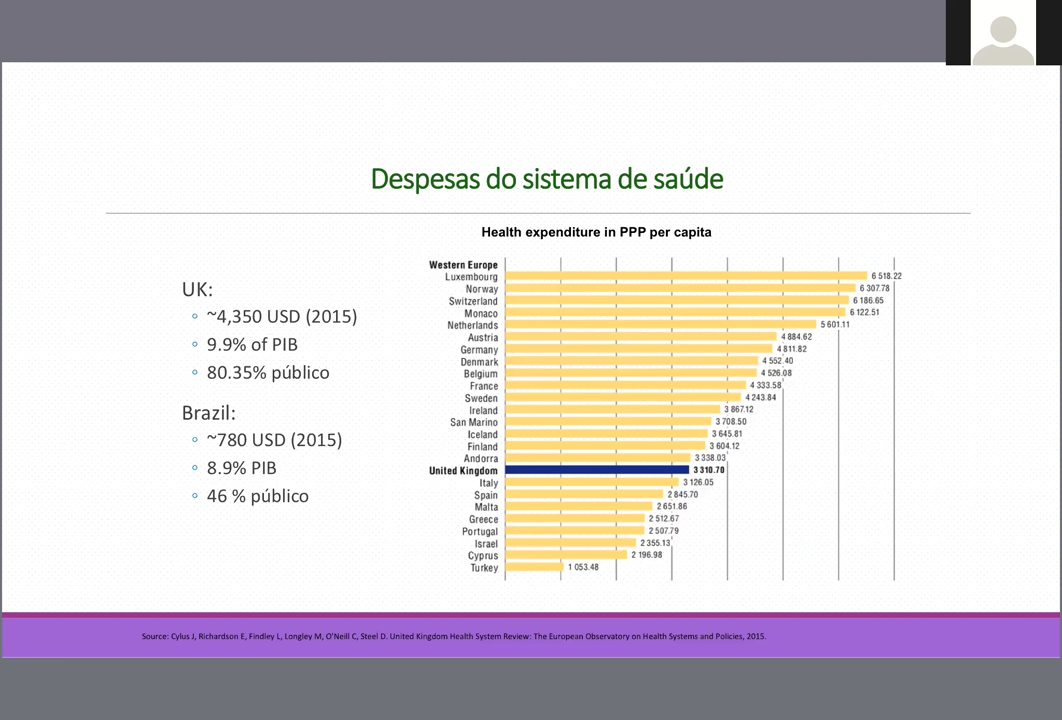 Despesas do sistema de saúde
UK:
~4,350 USD (2015)
9.9% of PIB
80.35% público
Brazil:
~780 USD (2015)
8.9% PIB
46 % público
Health expenditure in PPP per capita
Western Europe
Luxembourg 6 518.22
Norway 6 307.78
Switzerland 6 186.65
Monaco 6 122.51
Netherlands 5 601.11
Austria 4 884.62
Germany 4 811.82
Denmark 4 552.40
Belgium 4 526.08
France 4 333.58
Sweden 4 243.84
Ireland 3 867.12
San Marino 3 708.50
Iceland 3 645.81
Finland 3 604.12
Andorra 3 338.03
United Kingdom 3 310.70
Italy 3 126.05
Spain 2 845.70
Malta 2 651.86
Greece 2 512.67
Portugal 2 507.79
Israel 2 355.13
Cyprus 2 196.98
Turkey 1 053.48
Source: Cylus J, Richardson E, Findley L, Longley M, O'Neill C, Steel D. United Kingdom Health System Review: The European Observatory on Health Systems and Policies, 2015.